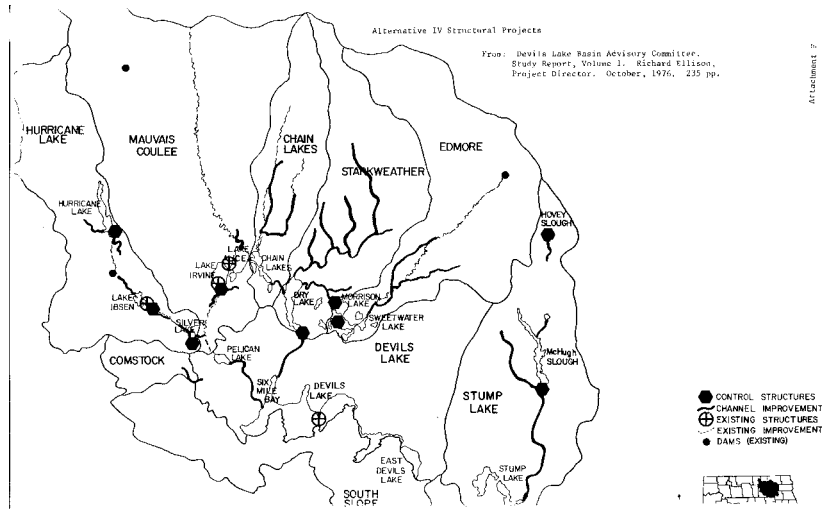 Alternative IV Structural Projects
From: Devils Lake Basin Advisory Committee.
Study Report, Volume I. Richard Ellison,
Project Director. October, 1976. 235 pp.
Attachment F
HURRICANE
LAKE
MAUVAIS
COULEE
CHAIN
LAKES
STARKWEATHER
EDMORE
HURRICANE
LAKE
HOVEY
SLOUGH
LAKE
ALICE
CHAIN
LAKES
LAKE
IRVINE
LAKE
IBSEN
DRY
LAKE
MORRISON
LAKE
SWEETWATER
LAKE
SILVER
LAKE
PELICAN
LAKE
COMSTOCK
DEVILS
LAKE
McHUGH
SLOUGH
SIX
MILE
BAY
DEVILS
LAKE
STUMP
LAKE
EAST
DEVILS
LAKE
STUMP
LAKE
SOUTH
SLOPE
CONTROL STRUCTURES
CHANNEL IMPROVEMENT
EXISTING STRUCTURES
EXISTING IMPROVEMENT
DAMS (EXISTING)